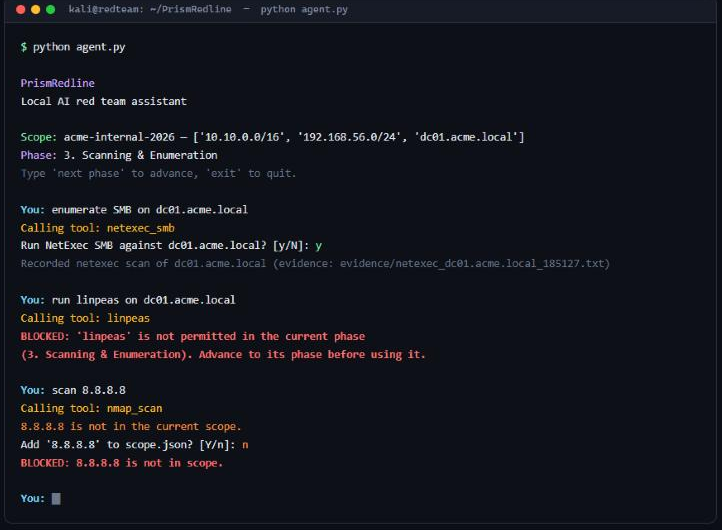 kali@redteam: ~/PrismRedline — python agent.py
$ python agent.py
PrismRedline
Local AI red team assistant
Scope: acme-internal-2026 — ['10.10.0.0/16', '192.168.56.0/24', 'dc01.acme.local']
Phase: 3. Scanning & Enumeration
Type 'next phase' to advance, 'exit' to quit.
You: enumerate SMB on dc01.acme.local
Calling tool: netexec_smb
Run NetExec SMB against dc01.acme.local? [y/N]: y
Recorded netexec scan of dc01.acme.local (evidence: evidence/netexec_dc01.acme.local_185127.txt)
You: run linpeas on dc01.acme.local
Calling tool: linpeas
BLOCKED: 'linpeas' is not permitted in the current phase
(3. Scanning & Enumeration). Advance to its phase before using it.
You: scan 8.8.8.8
Calling tool: nmap_scan
8.8.8.8 is not in the current scope.
Add '8.8.8.8' to scope.json? [Y/n]: n
BLOCKED: 8.8.8.8 is not in scope.
You: